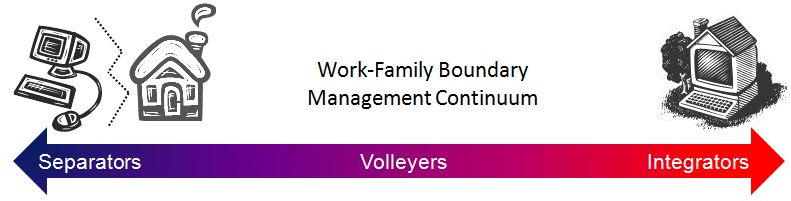 Work-Family Boundary
Management Continuum
Separators
Volleyers
Integrators